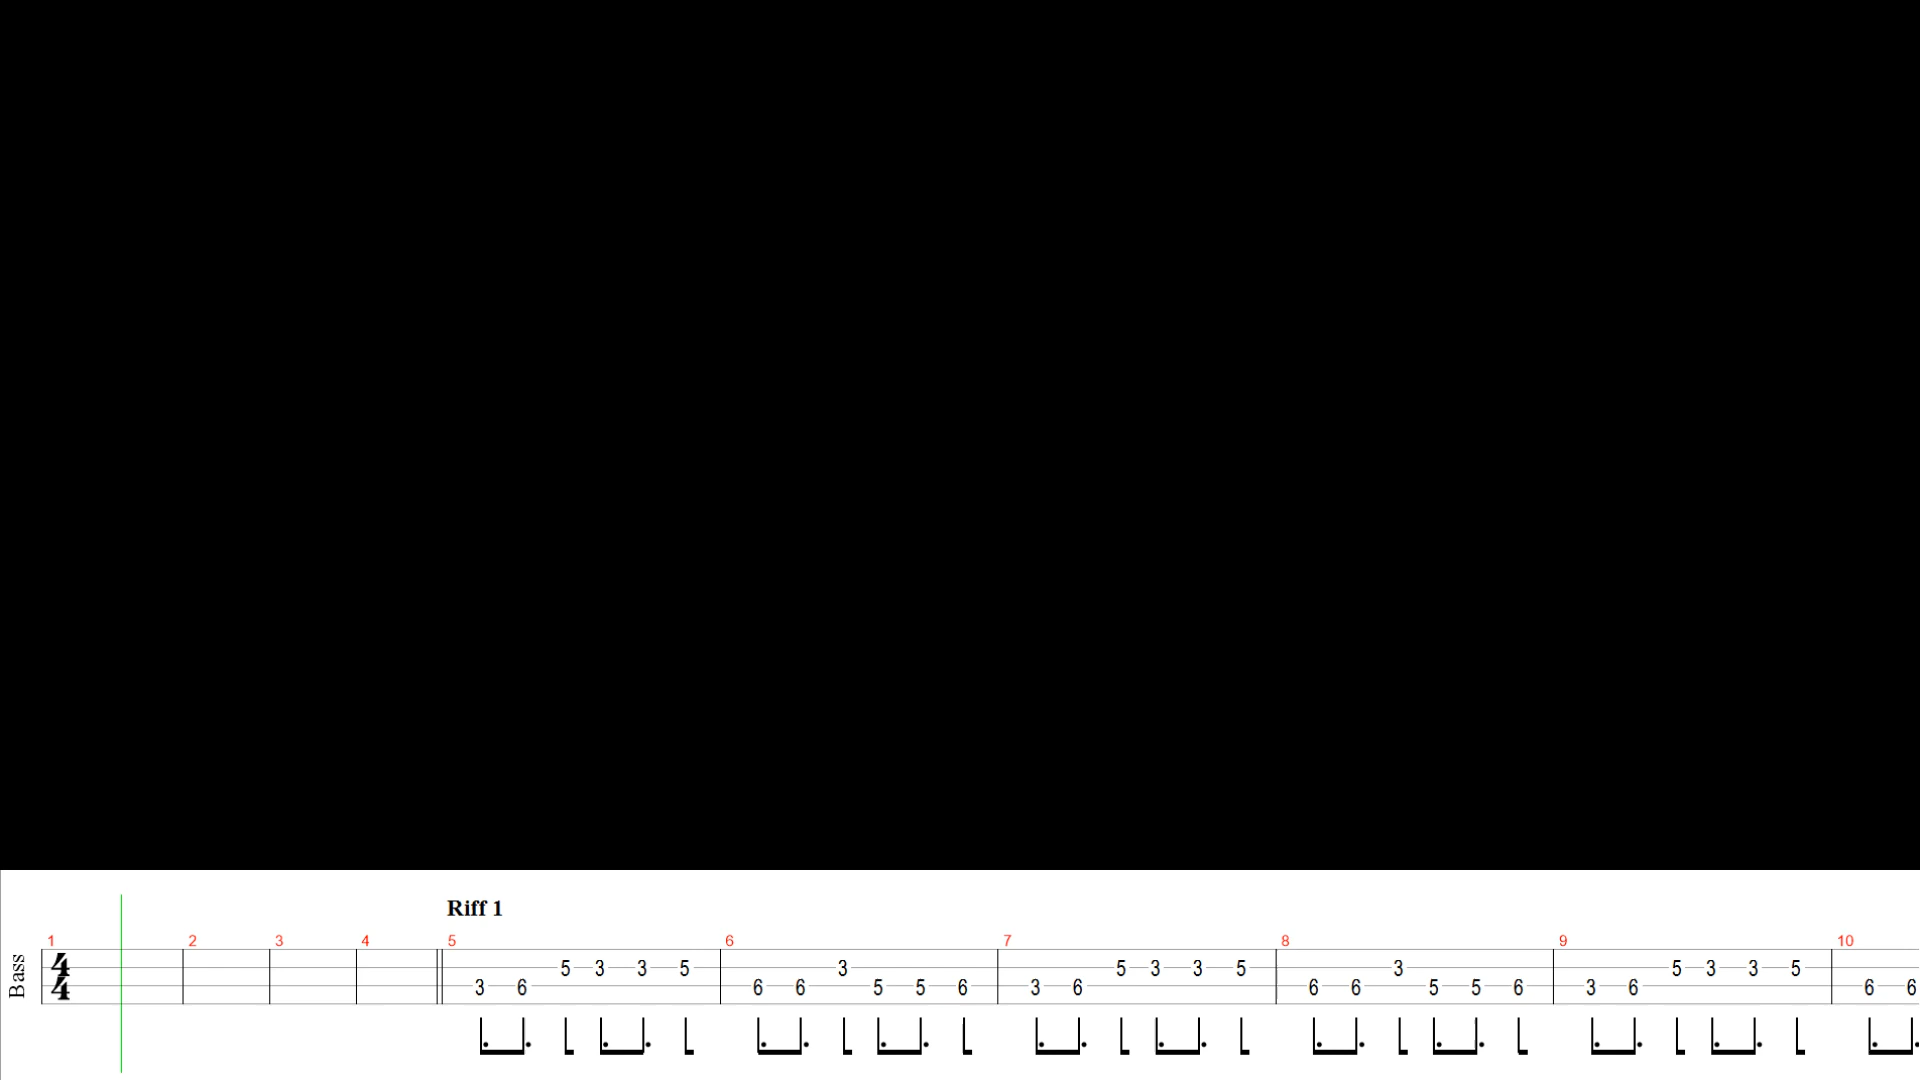 Riff 1
1 2 3 4 5 6 7 8 9 10
Bass
4 5 3 3 5 3 5 3 3 5 3 5 3 3 5
4 3 6 6 6 5 5 6 3 6 6 6 5 5 6 3 6 6 6